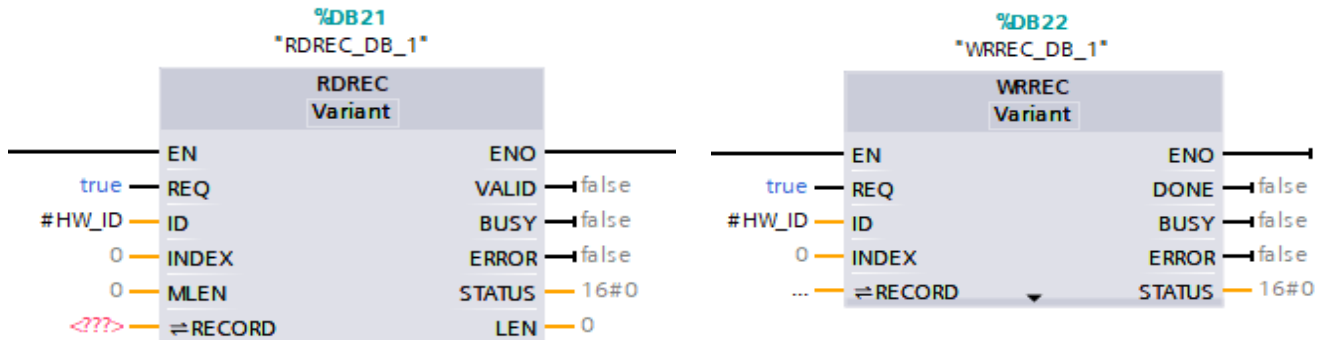 %DB21
"RDREC_DB_1"
RDREC
Variant
EN ENO
true REQ VALID false
#HW_ID ID BUSY false
0 INDEX ERROR false
0 MLEN STATUS 16#0
<???> ⇌RECORD LEN 0
%DB22
"WRREC_DB_1"
WRREC
Variant
EN ENO
true REQ DONE false
#HW_ID ID BUSY false
0 INDEX ERROR false
... ⇌RECORD STATUS 16#0